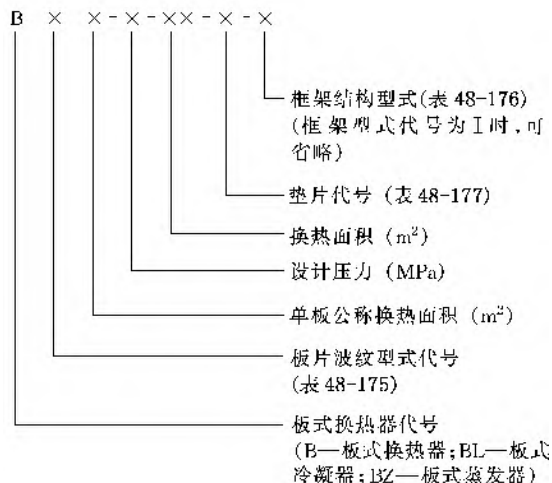 B × ×-×-××-×-×
框架结构型式(表 48-176)
(框架型式代号为 I 时,可
省略)
垫片代号 (表 48-177)
换热面积 (m²)
设计压力 (MPa)
单板公称换热面积 (m²)
板片波纹型式代号
(表 48-175)
板式换热器代号
(B—板式换热器;BL—板式
冷凝器;BZ—板式蒸发器)